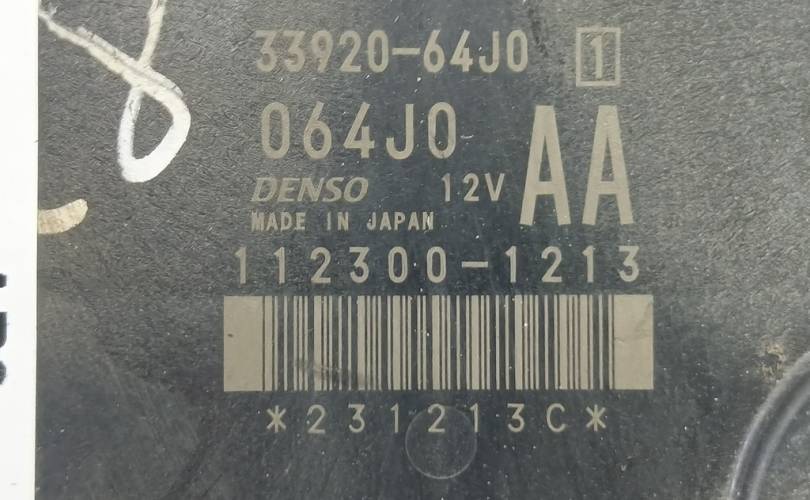 33920-64J0 1
064J0 AA
DENSO 12V
MADE IN JAPAN
112300-1213
*231213C*